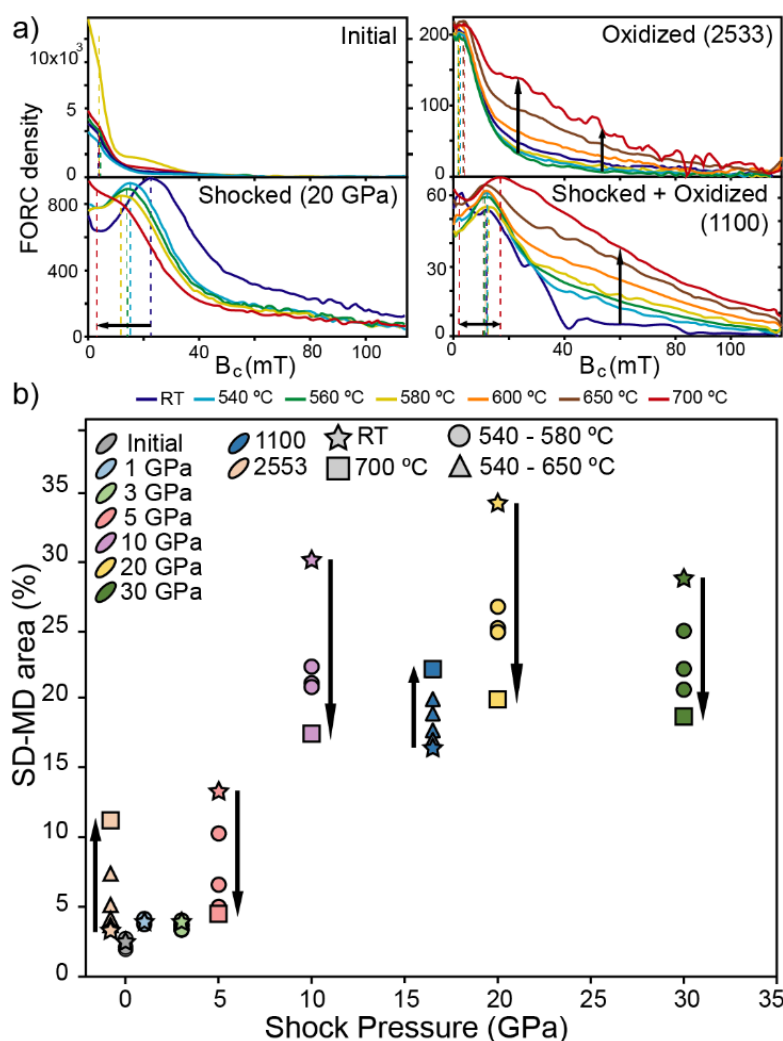 a)
Initial
Oxidized (2533)
10x10³
5
0
200
100
0
FORC density
Shocked (20 GPa)
Shocked + Oxidized
(1100)
800
400
0
60
30
0
0 40 80
0 40 80
Bc(mT)
Bc(mT)
RT 540 ºC 560 ºC 580 ºC 600 ºC 650 ºC 700 ºC
b)
Initial 1100 RT 540 - 580 ºC
1 GPa 2553 700 ºC 540 - 650 ºC
3 GPa
5 GPa
10 GPa
20 GPa
30 GPa
SD-MD area (%)
35
30
25
20
15
10
5
0
0 5 10 15 20 25 30 35
Shock Pressure (GPa)